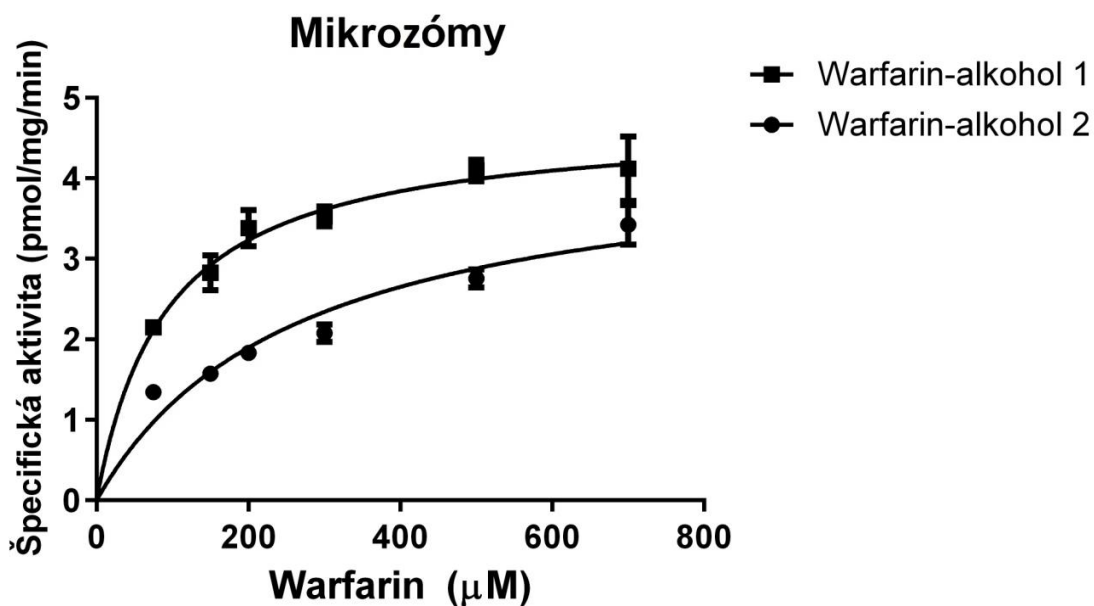 Mikrozómy
Warfarin-alkohol 1
Warfarin-alkohol 2
Špecifická aktivita (pmol/mg/min)
5
4
3
2
1
0
0 200 400 600 800
Warfarin (μM)